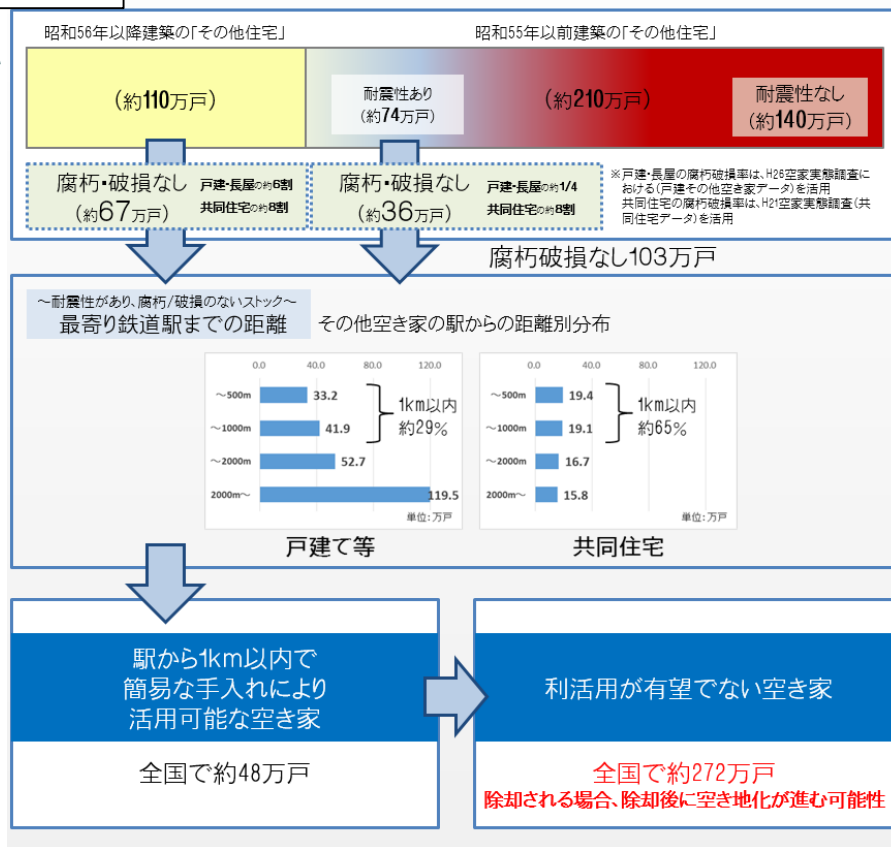 昭和56年以降建築の「その他住宅」
昭和55年以前建築の「その他住宅」
(約110万戸)
耐震性あり
(約74万戸)
(約210万戸)
耐震性なし
(約140万戸)
腐朽・破損なし
(約67万戸)
戸建・長屋の約6割
共同住宅の約8割
腐朽・破損なし
(約36万戸)
戸建・長屋の約1/4
共同住宅の約8割
※戸建・長屋の腐朽破損率は、H26空家実態調査に
おける(戸建その他空き家データ)を活用
共同住宅の腐朽破損率は、H21空家実態調査(共
同住宅データ)を活用
腐朽破損なし103万戸
~耐震性があり、腐朽/破損のないストック~
最寄り鉄道駅までの距離
その他空き家の駅からの距離別分布
0.0 40.0 80.0 120.0
~500m 33.2
~1000m 41.9
~2000m 52.7
2000m~ 119.5
1km以内
約29%
単位:万戸
戸建て等
0.0 40.0 80.0 120.0
~500m 19.4
~1000m 19.1
~2000m 16.7
2000m~ 15.8
1km以内
約65%
単位:万戸
共同住宅
駅から1km以内で
簡易な手入れにより
活用可能な空き家
全国で約48万戸
利活用が有望でない空き家
全国で約272万戸
除却される場合、除却後に空き地化が進む可能性